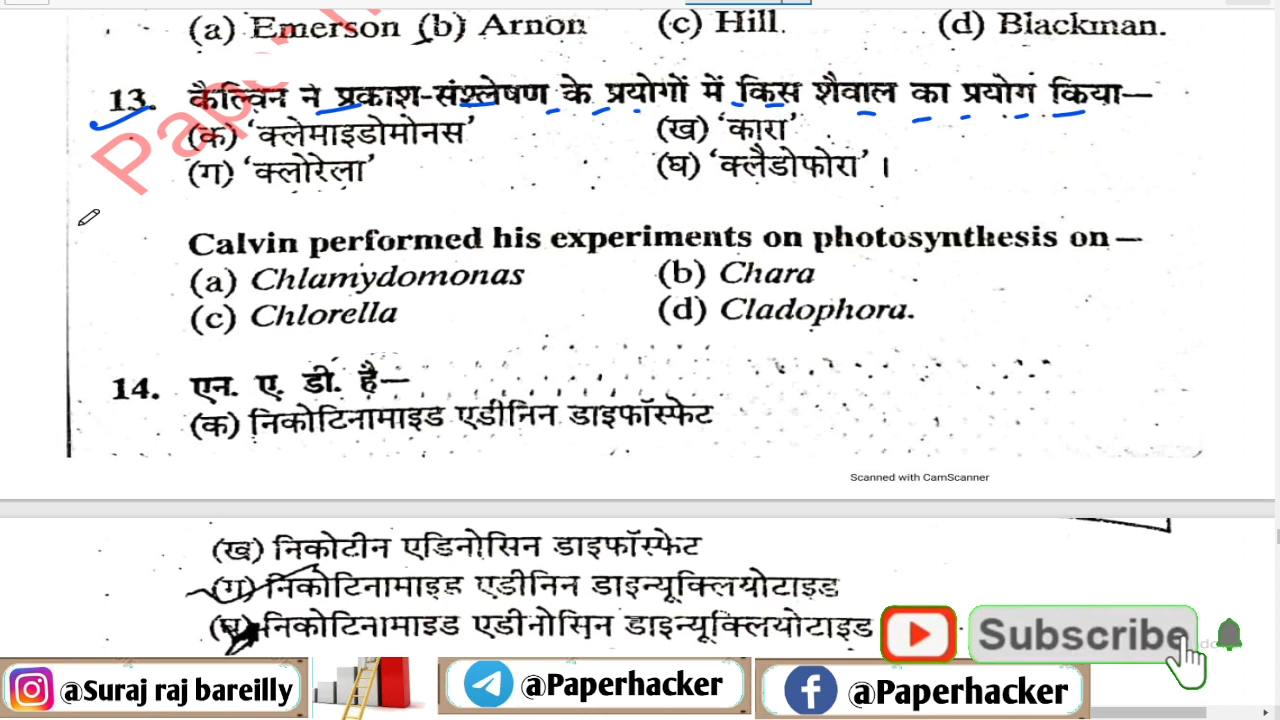 (a) Emerson (b) Arnon (c) Hill. (d) Blackman.
13. कैल्विन ने प्रकाश-संश्लेषण के प्रयोगों में किस शैवाल का प्रयोग किया—
(क) 'क्लेमाइडोमोनस' (ख) 'कारा'
(ग) 'क्लोरेला' (घ) 'क्लैडोफोरा' ।
Calvin performed his experiments on photosynthesis on—
(a) Chlamydomonas (b) Chara
(c) Chlorella (d) Cladophora.
14. एन. ए. डी. है—
(क) निकोटिनामाइड एडीनिन डाइफॉस्फेट
Scanned with CamScanner
(ख) निकोटीन एडिनोसिन डाइफॉस्फेट
(ग) निकोटिनामाइड एडीनिन डाइन्यूक्लियोटाइड
(घ) निकोटिनामाइड एडीनोसिन डाइन्यूक्लियोटाइड
Subscribe
@Suraj raj bareilly @Paperhacker @Paperhacker